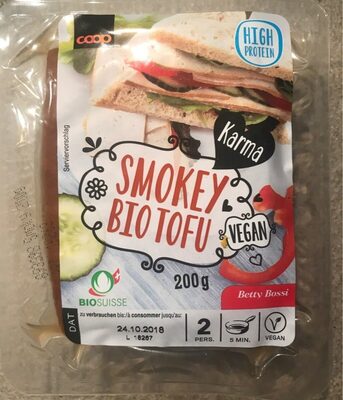 coop
HIGH
PROTEIN
Karma
Serviervorschlag
SMOKEY
BIO TOFU
VEGAN
200g
BIOSUISSE
Betty Bossi
DAT
zu verbrauchen bis:/à consommer jusqu'au:
24.10.2018
L 18267
2
PERS.
5 MIN.
VEGAN